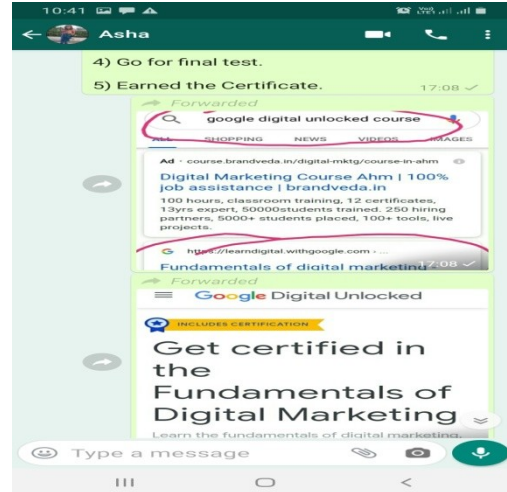 10:41
Asha
4) Go for final test.
5) Earned the Certificate.
17:08
Forwarded
google digital unlocked course
ALL SHOPPING NEWS VIDEOS IMAGES
Ad · course.brandveda.in/digital-mktg/course-in-ahm
Digital Marketing Course Ahm | 100%
job assistance | brandveda.in
100 hours, classroom training, 12 certificates,
13yrs expert, 50000students trained. 250 hiring
partners, 5000+ students placed, 100+ tools, live
projects.
https://learndigital.withgoogle.com › ...
Fundamentals of digital marketing
17:08
Forwarded
Google Digital Unlocked
INCLUDES CERTIFICATION
Get certified in
the
Fundamentals of
Digital Marketing
Learn the fundamentals of digital marketing,
Type a message